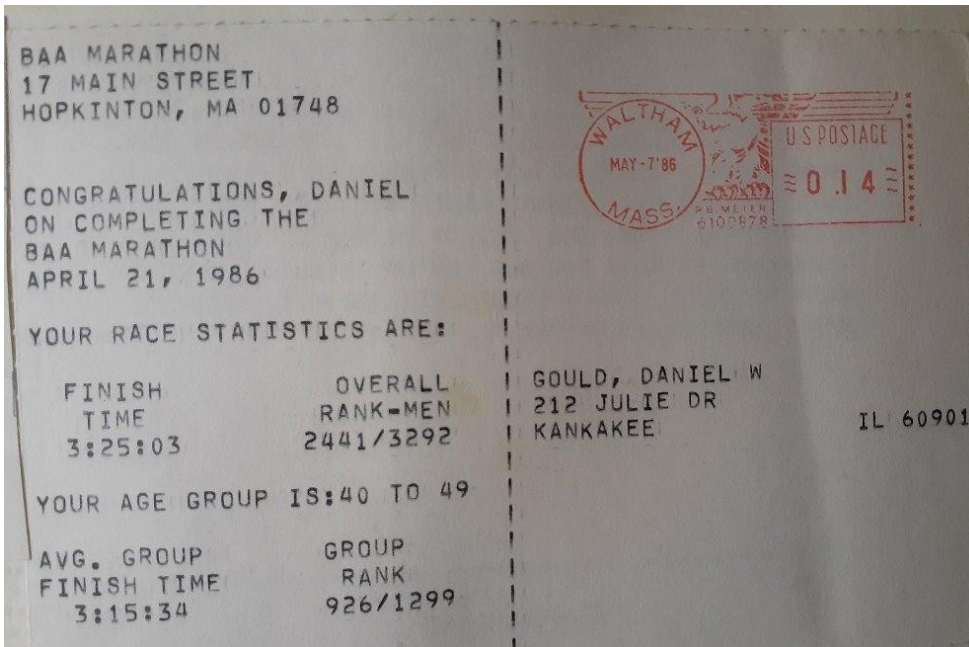 BAA MARATHON
17 MAIN STREET
HOPKINTON, MA 01748
CONGRATULATIONS, DANIEL
ON COMPLETING THE
BAA MARATHON
APRIL 21, 1986
YOUR RACE STATISTICS ARE:
FINISH OVERALL
TIME RANK-MEN
3:25:03 2441/3292
YOUR AGE GROUP IS:40 TO 49
AVG. GROUP GROUP
FINISH TIME RANK
3:15:34 926/1299
WALTHAM
MAY-7'86
MASS.
U.S. POSTAGE
0.14
P.B. METER
6100878
GOULD, DANIEL W
212 JULIE DR
KANKAKEE IL 60901